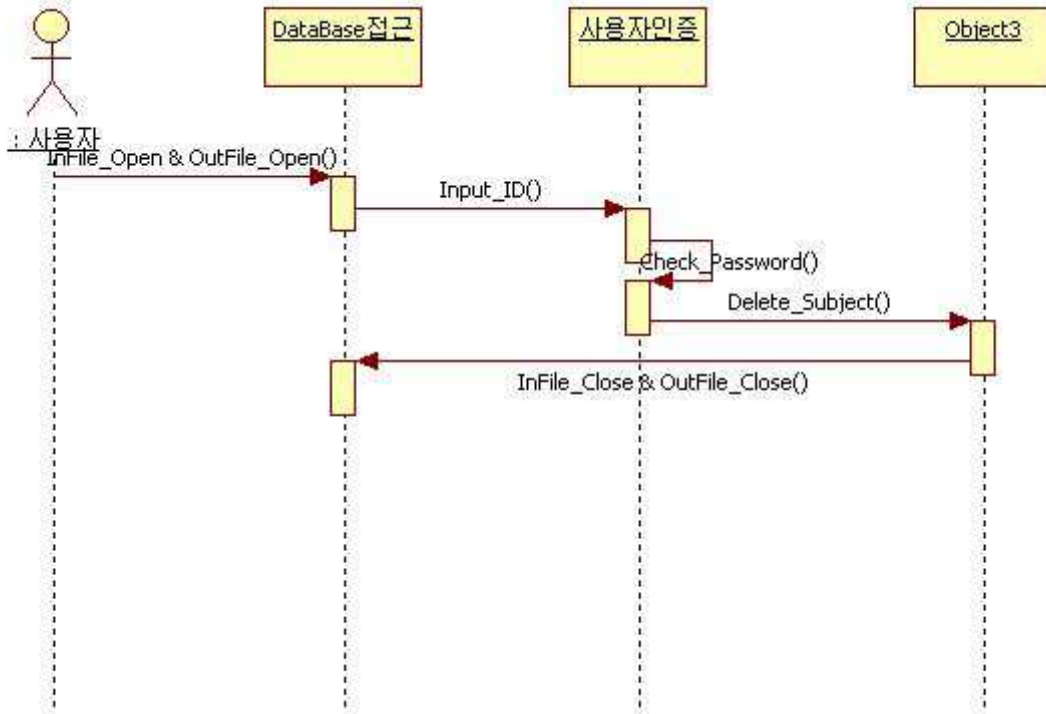 DataBase접근
사용자인증
Object3
: 사용자
InFile_Open & OutFile_Open()
Input_ID()
Check_Password()
Delete_Subject()
InFile_Close & OutFile_Close()